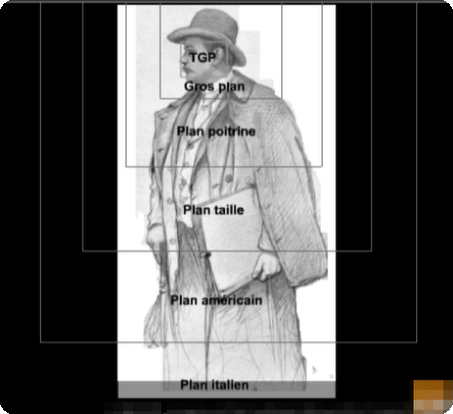 TGP
Gros plan
Plan poitrine
Plan taille
Plan américain
Plan italien